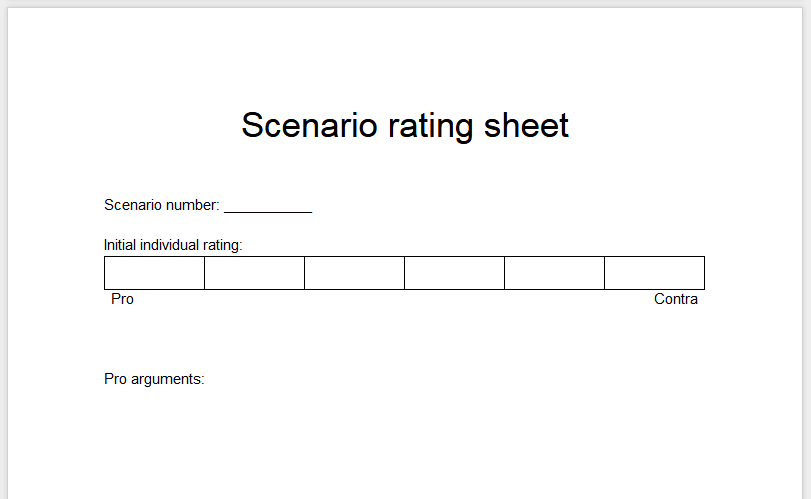 Scenario rating sheet
Scenario number: ___________
Initial individual rating:
Pro Contra
Pro arguments: